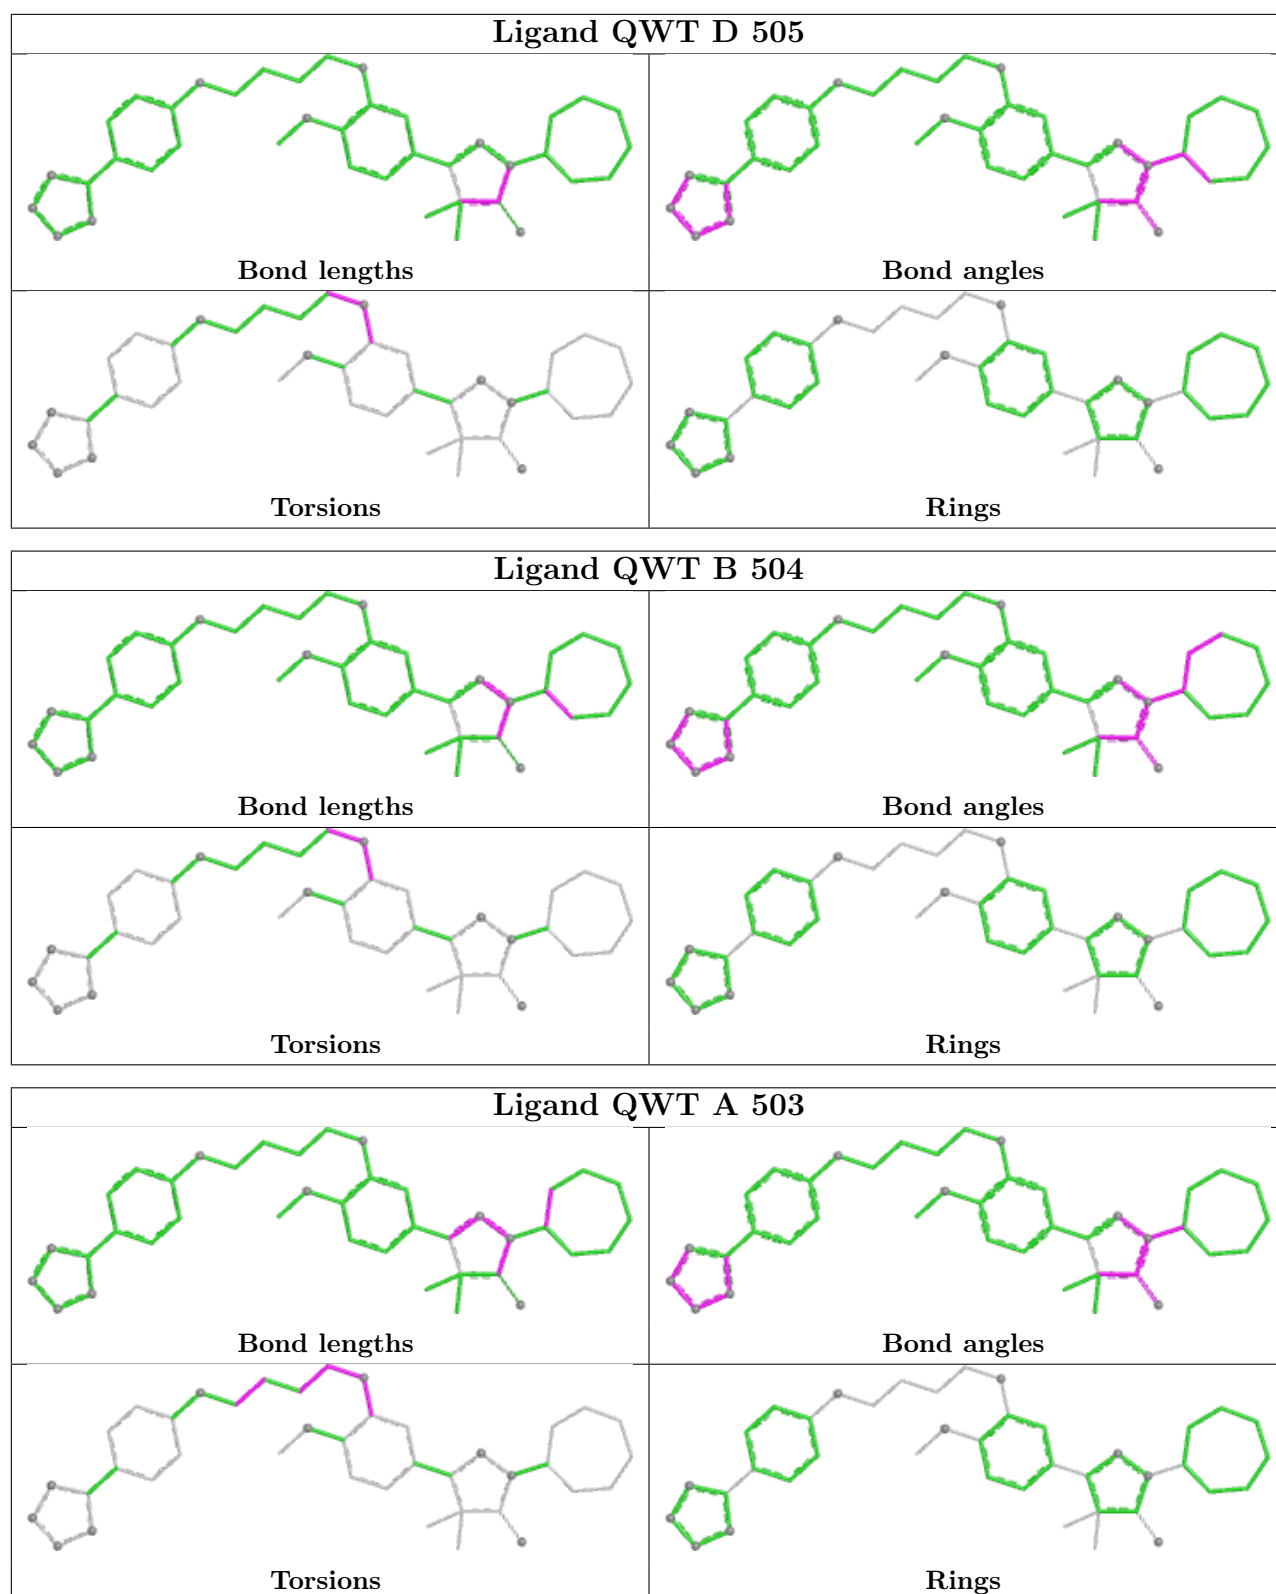 Ligand QWT D 505
Bond lengths
Bond angles
Torsions
Rings
Ligand QWT B 504
Bond lengths
Bond angles
Torsions
Rings
Ligand QWT A 503
Bond lengths
Bond angles
Torsions
Rings